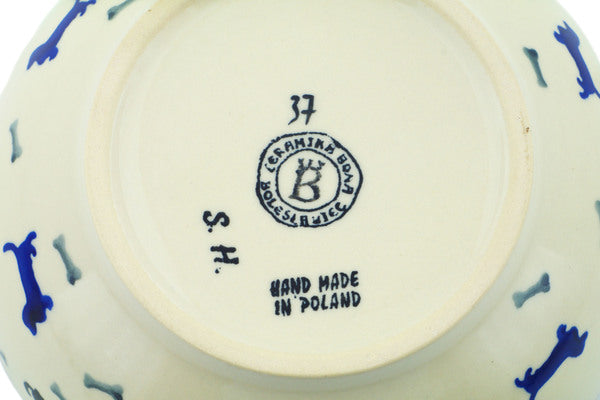 37
CERAMIKA BONA
B
BOLESŁAWIEC
S.H.
HAND MADE
IN POLAND